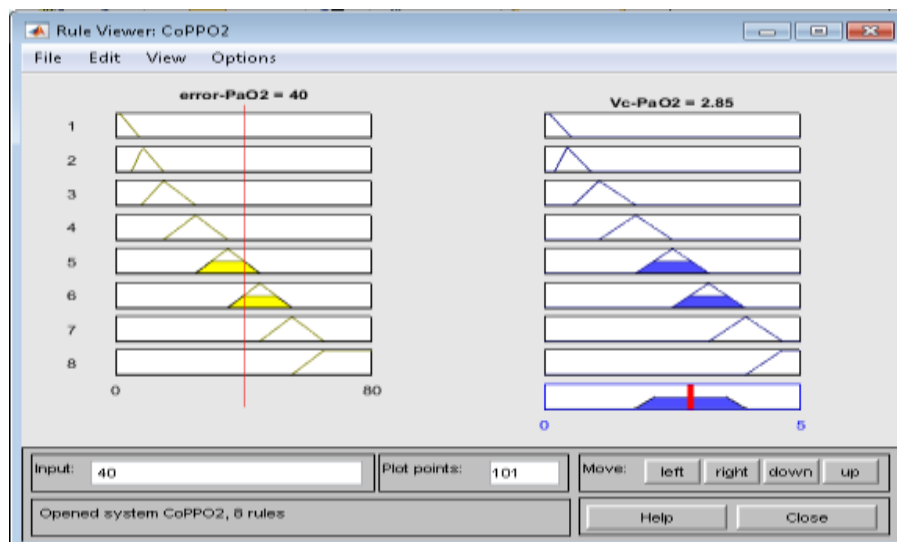 Rule Viewer: CoPPO2
File Edit View Options
error-PaO2 = 40
Vc-PaO2 = 2.85
1
2
3
4
5
6
7
8
0 80
0 5
Input: 40 Plot points: 101 Move: left right down up
Opened system CoPPO2, 8 rules Help Close